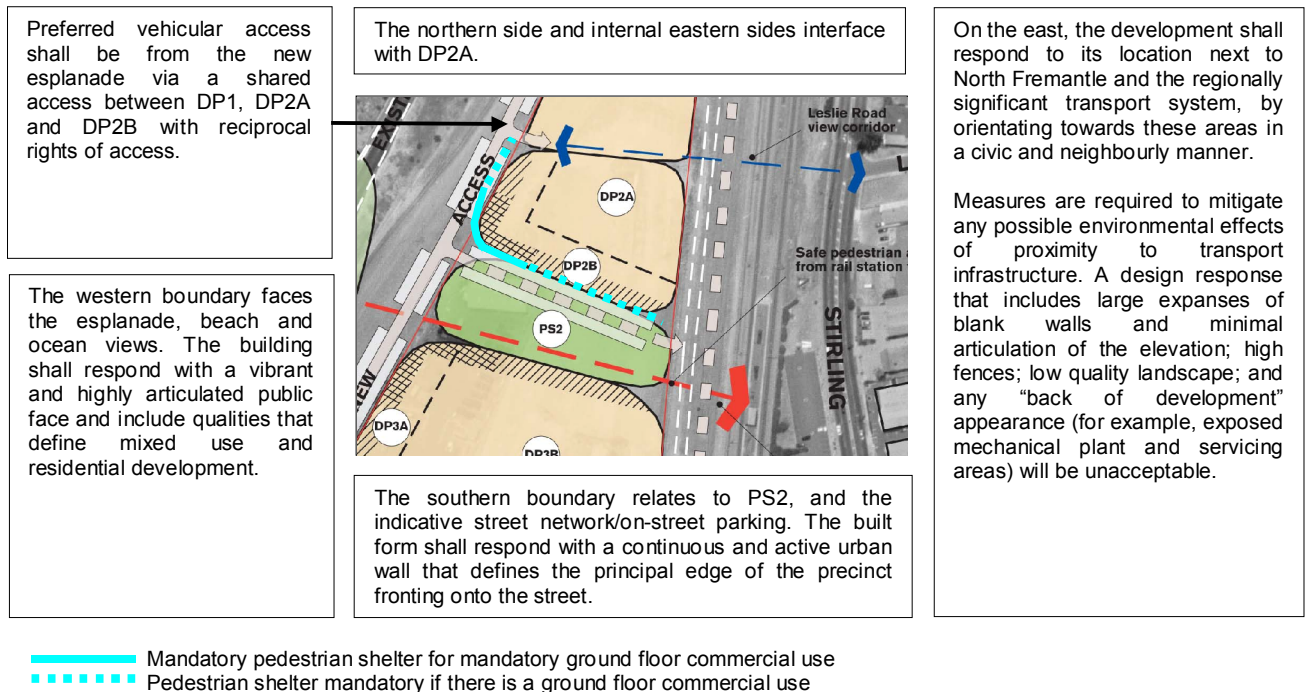 Preferred vehicular access
shall be from the new
esplanade via a shared
access between DP1, DP2A
and DP2B with reciprocal
rights of access.
The western boundary faces
the esplanade, beach and
ocean views. The building
shall respond with a vibrant
and highly articulated public
face and include qualities that
define mixed use and
residential development.
The northern side and internal eastern sides interface
with DP2A.
EXIST
ACCESS
NEW
Leslie Road
view corridor
L
DP2A
Safe pedestrian a
from rail station
DP2B
PS2
STIRLING
DP3A
DP3B
The southern boundary relates to PS2, and the
indicative street network/on-street parking. The built
form shall respond with a continuous and active urban
wall that defines the principal edge of the precinct
fronting onto the street.
On the east, the development shall
respond to its location next to
North Fremantle and the regionally
significant transport system, by
orientating towards these areas in
a civic and neighbourly manner.
Measures are required to mitigate
any possible environmental effects
of proximity to transport
infrastructure. A design response
that includes large expanses of
blank walls and minimal
articulation of the elevation; high
fences; low quality landscape; and
any “back of development”
appearance (for example, exposed
mechanical plant and servicing
areas) will be unacceptable.
Mandatory pedestrian shelter for mandatory ground floor commercial use
Pedestrian shelter mandatory if there is a ground floor commercial use